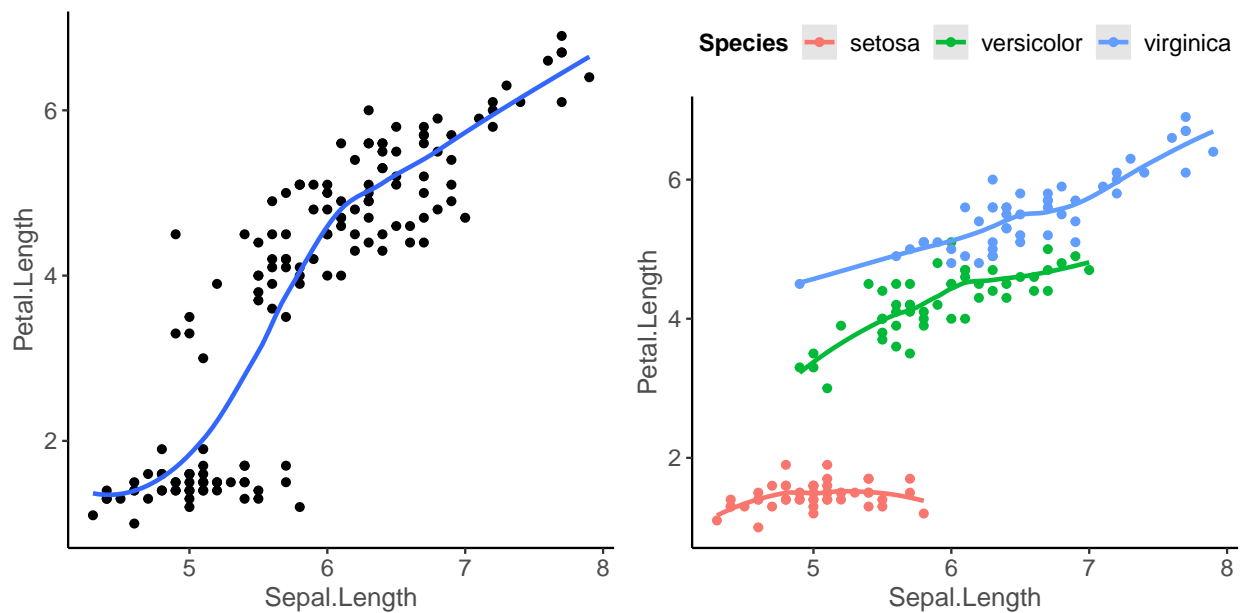 Petal.Length
6
4
2
5 6 7 8
Sepal.Length
Species setosa versicolor virginica
Petal.Length
6
4
2
5 6 7 8
Sepal.Length